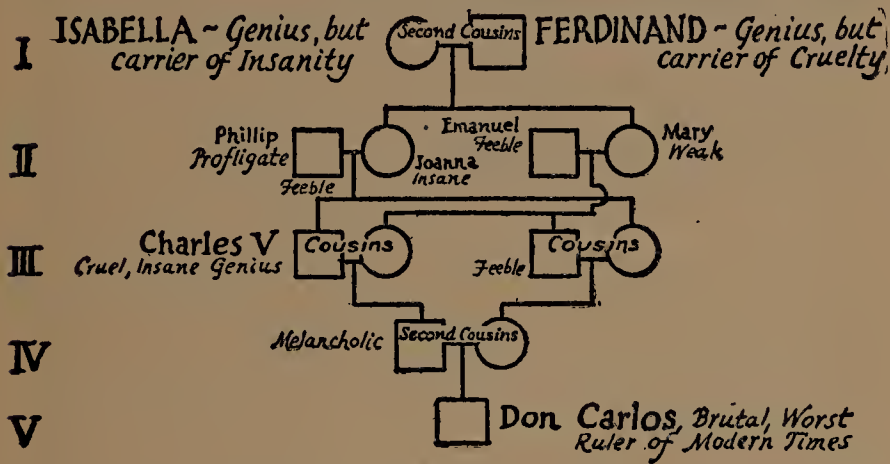 I
ISABELLA ~ Genius, but
carrier of Insanity
Second Cousins
FERDINAND ~ Genius, but
carrier of Cruelty,
II
Phillip
Profligate
Feeble
Joanna
Insane
Emanuel
Feeble
Mary
Weak
III
Charles V
Cruel, Insane Genius
Cousins
Feeble
Cousins
IV
Melancholic
Second Cousins
V
Don Carlos, Brutal, Worst
Ruler of Modern Times